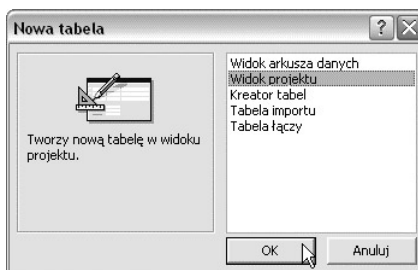 Nowa tabela
Tworzy nową tabelę w widoku
projektu.
Widok arkusza danych
Widok projektu
Kreator tabel
Tabela importu
Tabela łączy
OK
Anuluj